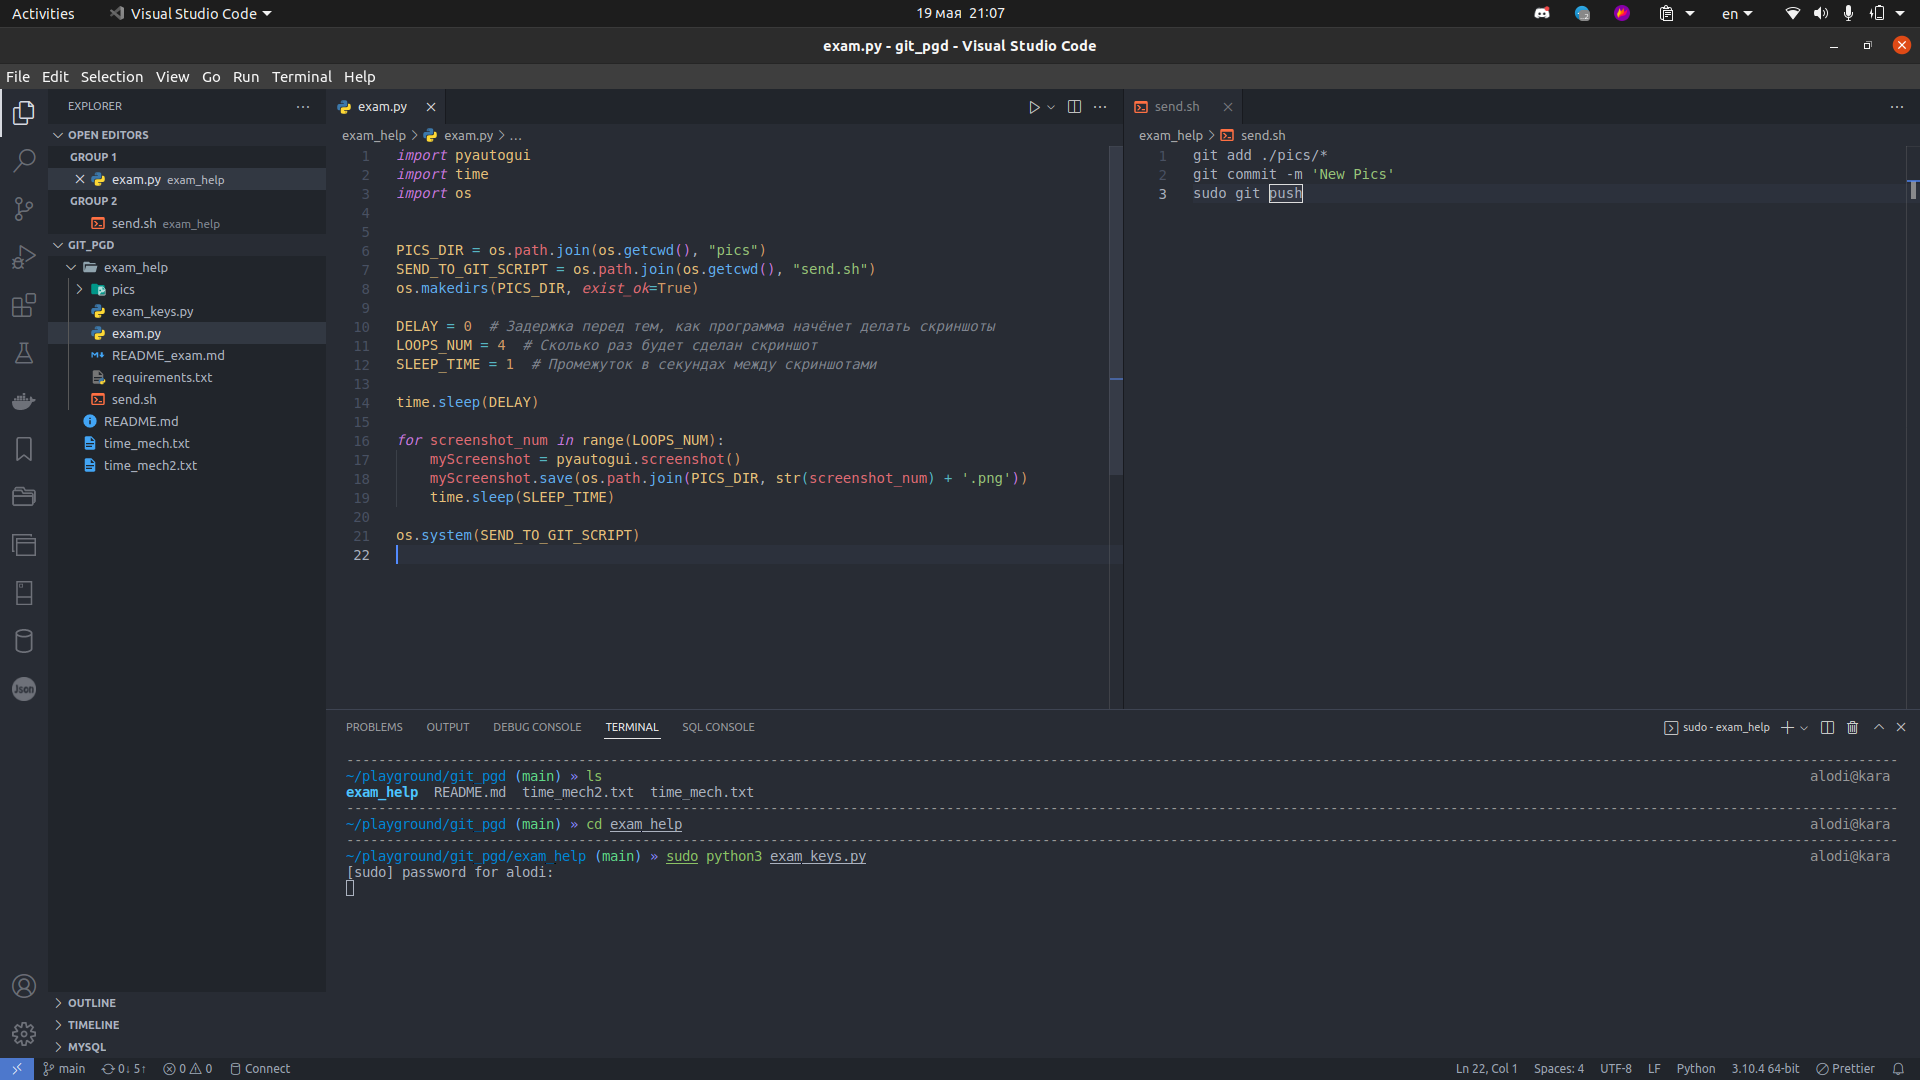 Activities Visual Studio Code 19 мая 21:07 en
exam.py - git_pgd - Visual Studio Code
File Edit Selection View Go Run Terminal Help
EXPLORER
OPEN EDITORS
GROUP 1
exam.py exam_help
GROUP 2
send.sh exam_help
GIT_PGD
exam_help
pics
exam_keys.py
exam.py
README_exam.md
requirements.txt
send.sh
README.md
time_mech.txt
time_mech2.txt
OUTLINE
TIMELINE
MYSQL
Json
exam.py
exam_help > exam.py > ...
1 import pyautogui
2 import time
3 import os
4
5
6 PICS_DIR = os.path.join(os.getcwd(), "pics")
7 SEND_TO_GIT_SCRIPT = os.path.join(os.getcwd(), "send.sh")
8 os.makedirs(PICS_DIR, exist_ok=True)
9
10 DELAY = 0  # Задержка перед тем, как программа начёнет делать скриншоты
11 LOOPS_NUM = 4  # Сколько раз будет сделан скриншот
12 SLEEP_TIME = 1  # Промежуток в секундах между скриншотами
13
14 time.sleep(DELAY)
15
16 for screenshot_num in range(LOOPS_NUM):
17     myScreenshot = pyautogui.screenshot()
18     myScreenshot.save(os.path.join(PICS_DIR, str(screenshot_num) + '.png'))
19     time.sleep(SLEEP_TIME)
20
21 os.system(SEND_TO_GIT_SCRIPT)
22
send.sh
exam_help > send.sh
1 git add ./pics/*
2 git commit -m 'New Pics'
3 sudo git push
PROBLEMS OUTPUT DEBUG CONSOLE TERMINAL SQL CONSOLE sudo - exam_help
~/playground/git_pgd (main) » ls alodi@kara
exam_help README.md time_mech2.txt time_mech.txt
~/playground/git_pgd (main) » cd exam_help alodi@kara
~/playground/git_pgd/exam_help (main) » sudo python3 exam_keys.py alodi@kara
[sudo] password for alodi:
main 0↓ 5↑ 0 0 Connect Ln 22, Col 1 Spaces: 4 UTF-8 LF Python 3.10.4 64-bit Prettier